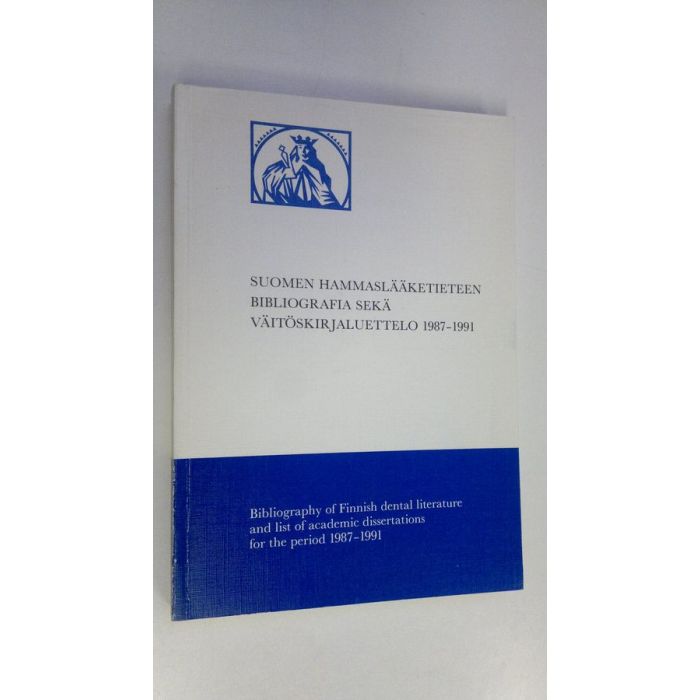 SUOMEN HAMMASLÄÄKETIETEEN
BIBLIOGRAFIA SEKÄ
VÄITÖSKIRJALUETTELO 1987–1991
Bibliography of Finnish dental literature
and list of academic dissertations
for the period 1987–1991